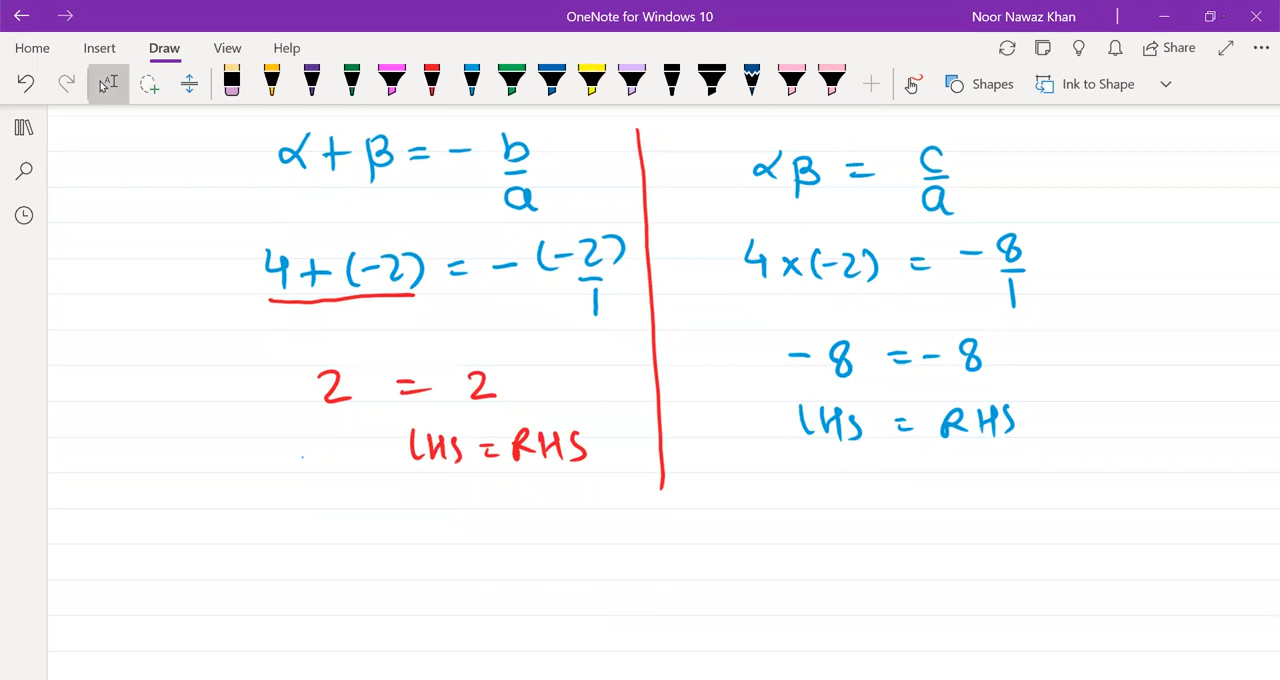 OneNote for Windows 10
Noor Nawaz Khan
Home Insert Draw View Help
Share
Shapes
Ink to Shape
α + β = - b/a
4 + (-2) = - (-2)/1
2 = 2
LHS = RHS
αβ = c/a
4 × (-2) = -8/1
-8 = -8
LHS = RHS